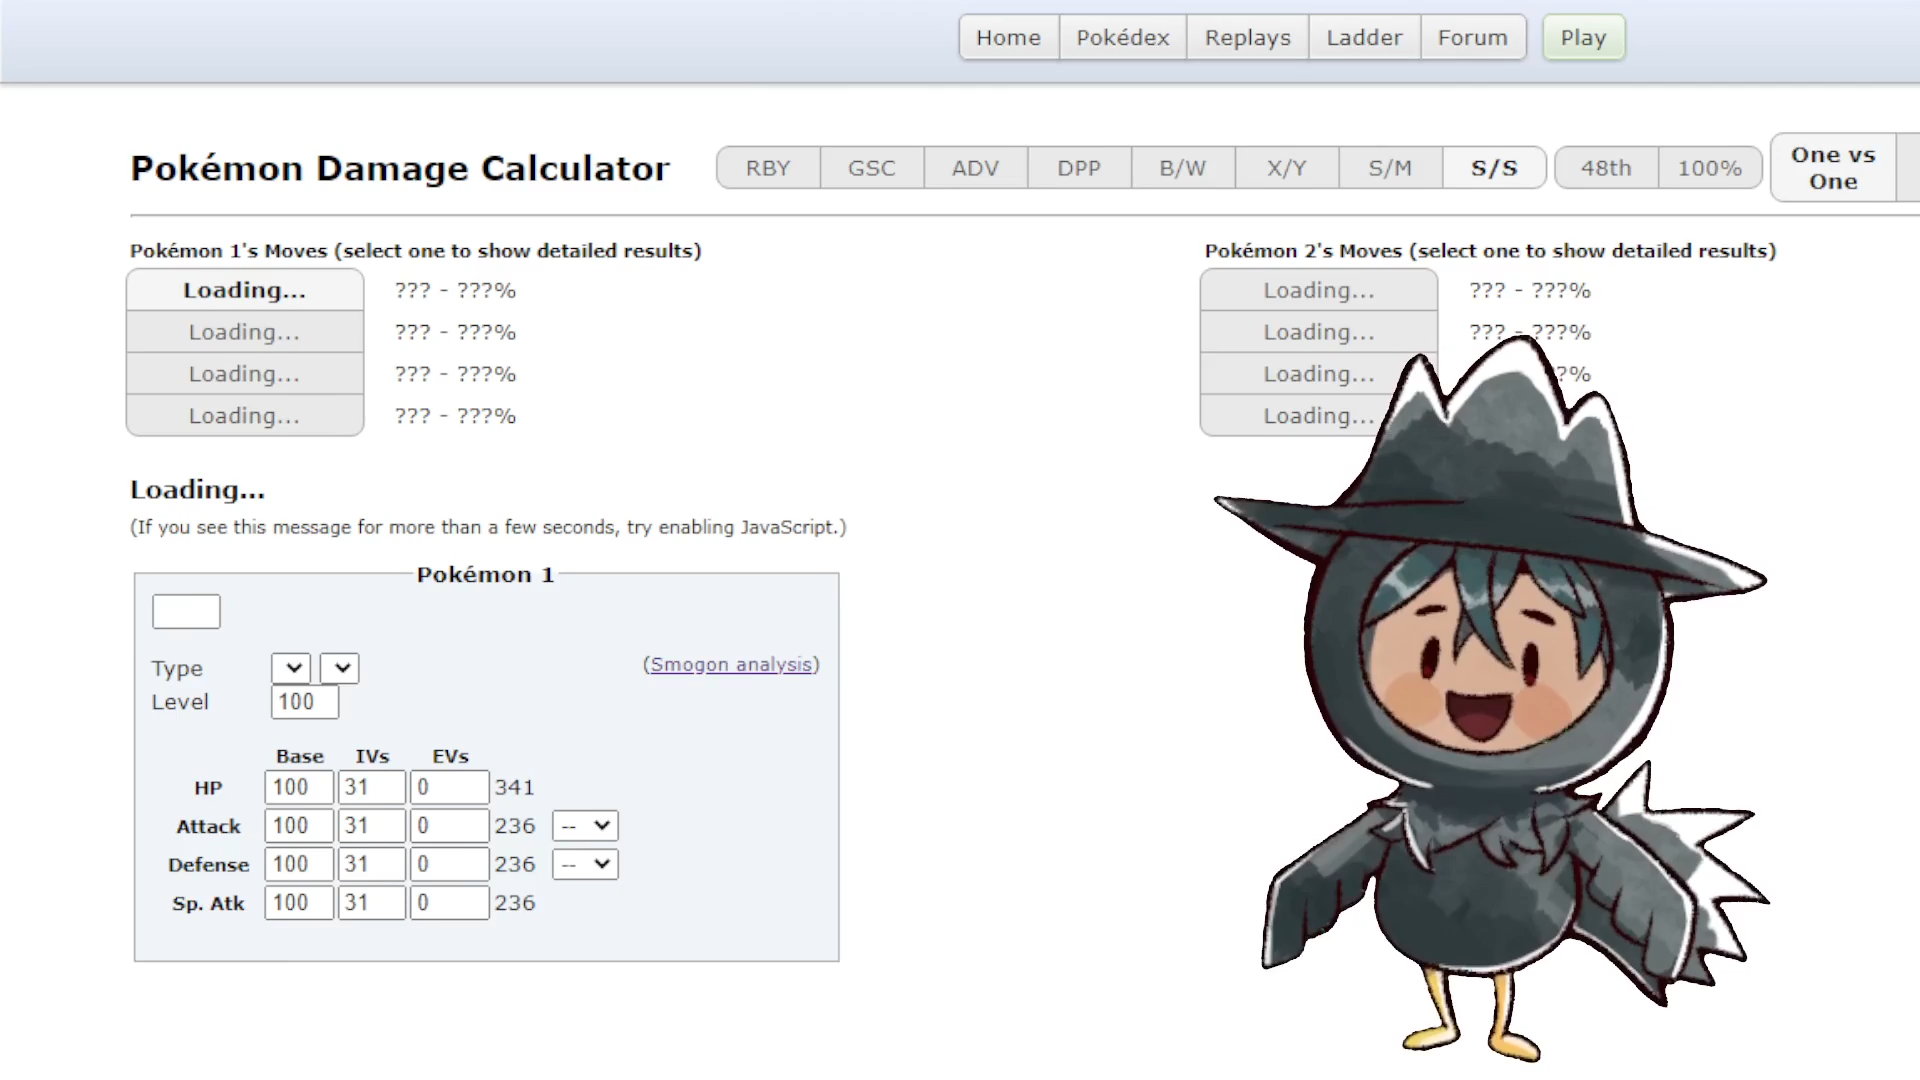 Home Pokédex Replays Ladder Forum Play
Pokémon Damage Calculator RBY GSC ADV DPP B/W X/Y S/M S/S 48th 100% One vs
One
Pokémon 1's Moves (select one to show detailed results) Pokémon 2's Moves (select one to show detailed results)
Loading... ??? - ???% Loading... ??? - ???%
Loading... ??? - ???% Loading... ??? - ???%
Loading... ??? - ???% Loading... ?%
Loading... ??? - ???% Loading...
Loading...
(If you see this message for more than a few seconds, try enabling JavaScript.)
Pokémon 1
Type (Smogon analysis)
Level 100
Base IVs EVs
HP 100 31 0 341
Attack 100 31 0 236 --
Defense 100 31 0 236 --
Sp. Atk 100 31 0 236